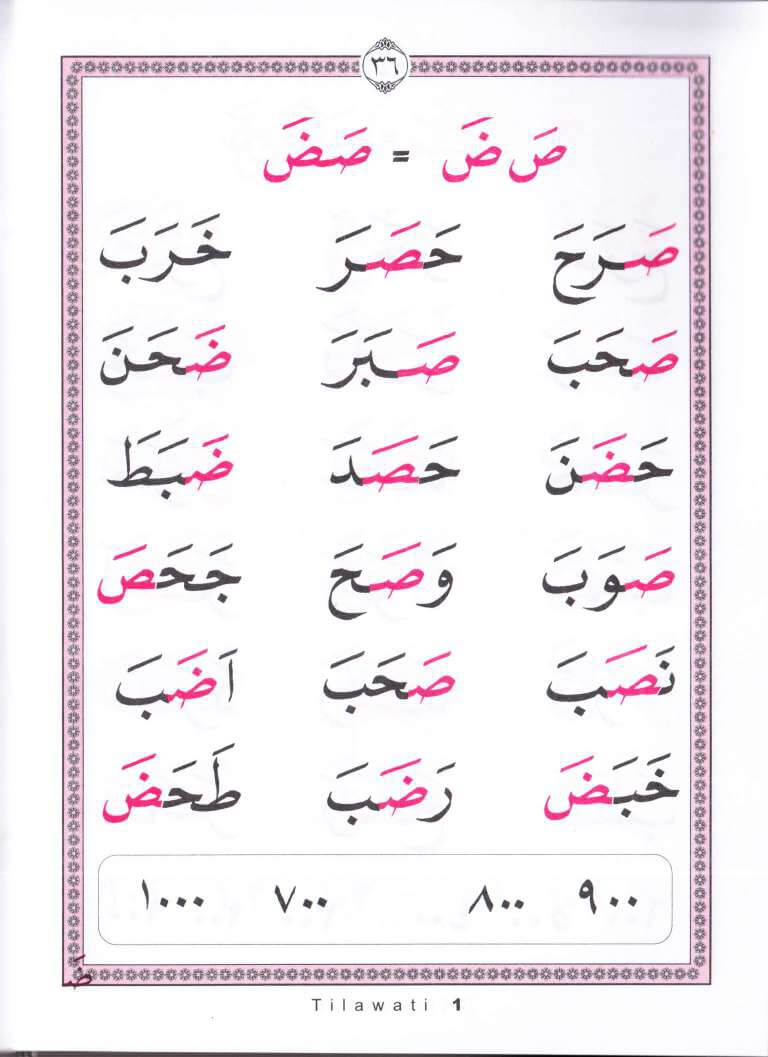 ٣٦
صَ ضَ = صَضَ
صَرَحَ حَصَرَ خَرَبَ
صَحَبَ صَبَرَ ضَحَنَ
حَضَنَ حَصَدَ ضَبَطَ
صَوَبَ وَصَحَ جَحَصَ
نَصَبَ صَحَبَ اَضَبَ
خَبَضَ رَضَبَ طَحَضَ
٩٠٠ ٨٠٠ ٧٠٠ ١٠٠٠
ضَ
Tilawati 1